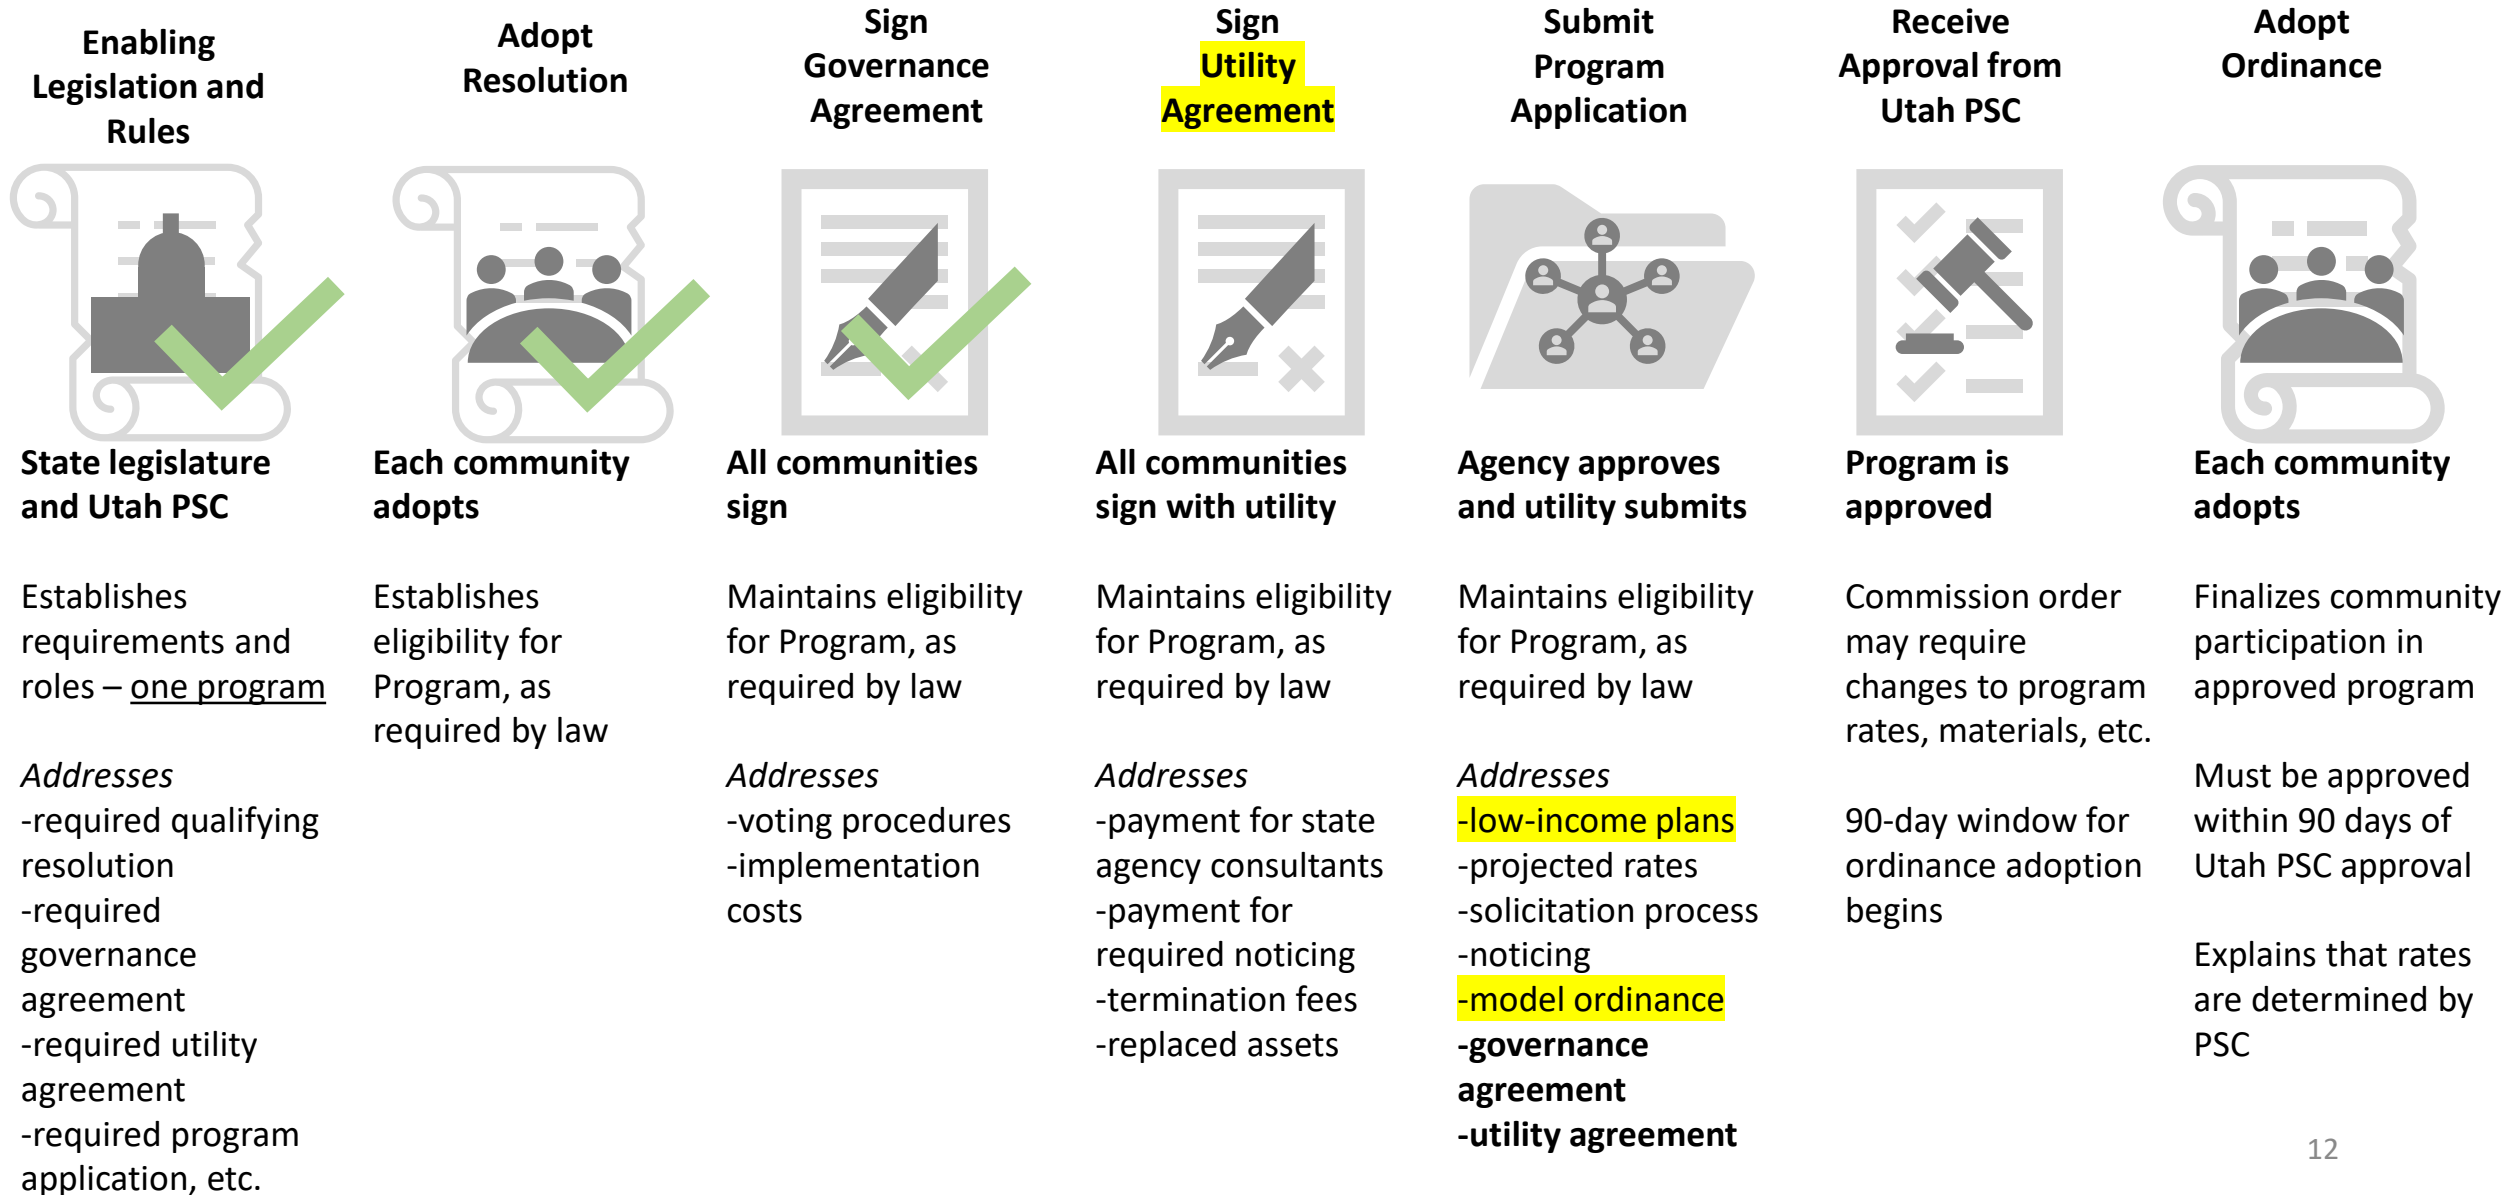 Enabling
Legislation and
Rules
State legislature
and Utah PSC
Establishes
requirements and
roles – one program
Addresses
-required qualifying
resolution
-required
governance
agreement
-required utility
agreement
-required program
application, etc.
Adopt
Resolution
Each community
adopts
Establishes
eligibility for
Program, as
required by law
Sign
Governance
Agreement
All communities
sign
Maintains eligibility
for Program, as
required by law
Addresses
-voting procedures
-implementation
costs
Sign
Utility
Agreement
All communities
sign with utility
Maintains eligibility
for Program, as
required by law
Addresses
-payment for state
agency consultants
-payment for
required noticing
-termination fees
-replaced assets
Submit
Program
Application
Agency approves
and utility submits
Maintains eligibility
for Program, as
required by law
Addresses
-low-income plans
-projected rates
-solicitation process
-noticing
-model ordinance
-governance
agreement
-utility agreement
Receive
Approval from
Utah PSC
Program is
approved
Commission order
may require
changes to program
rates, materials, etc.
90-day window for
ordinance adoption
begins
Adopt
Ordinance
Each community
adopts
Finalizes community
participation in
approved program
Must be approved
within 90 days of
Utah PSC approval
Explains that rates
are determined by
PSC
12